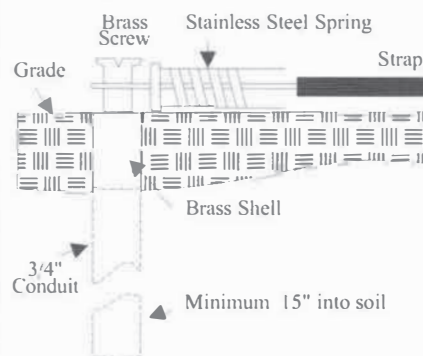 Brass
Screw
Stainless Steel Spring
Strap
Grade
Brass Shell
3/4"
Conduit
Minimum 15" into soil